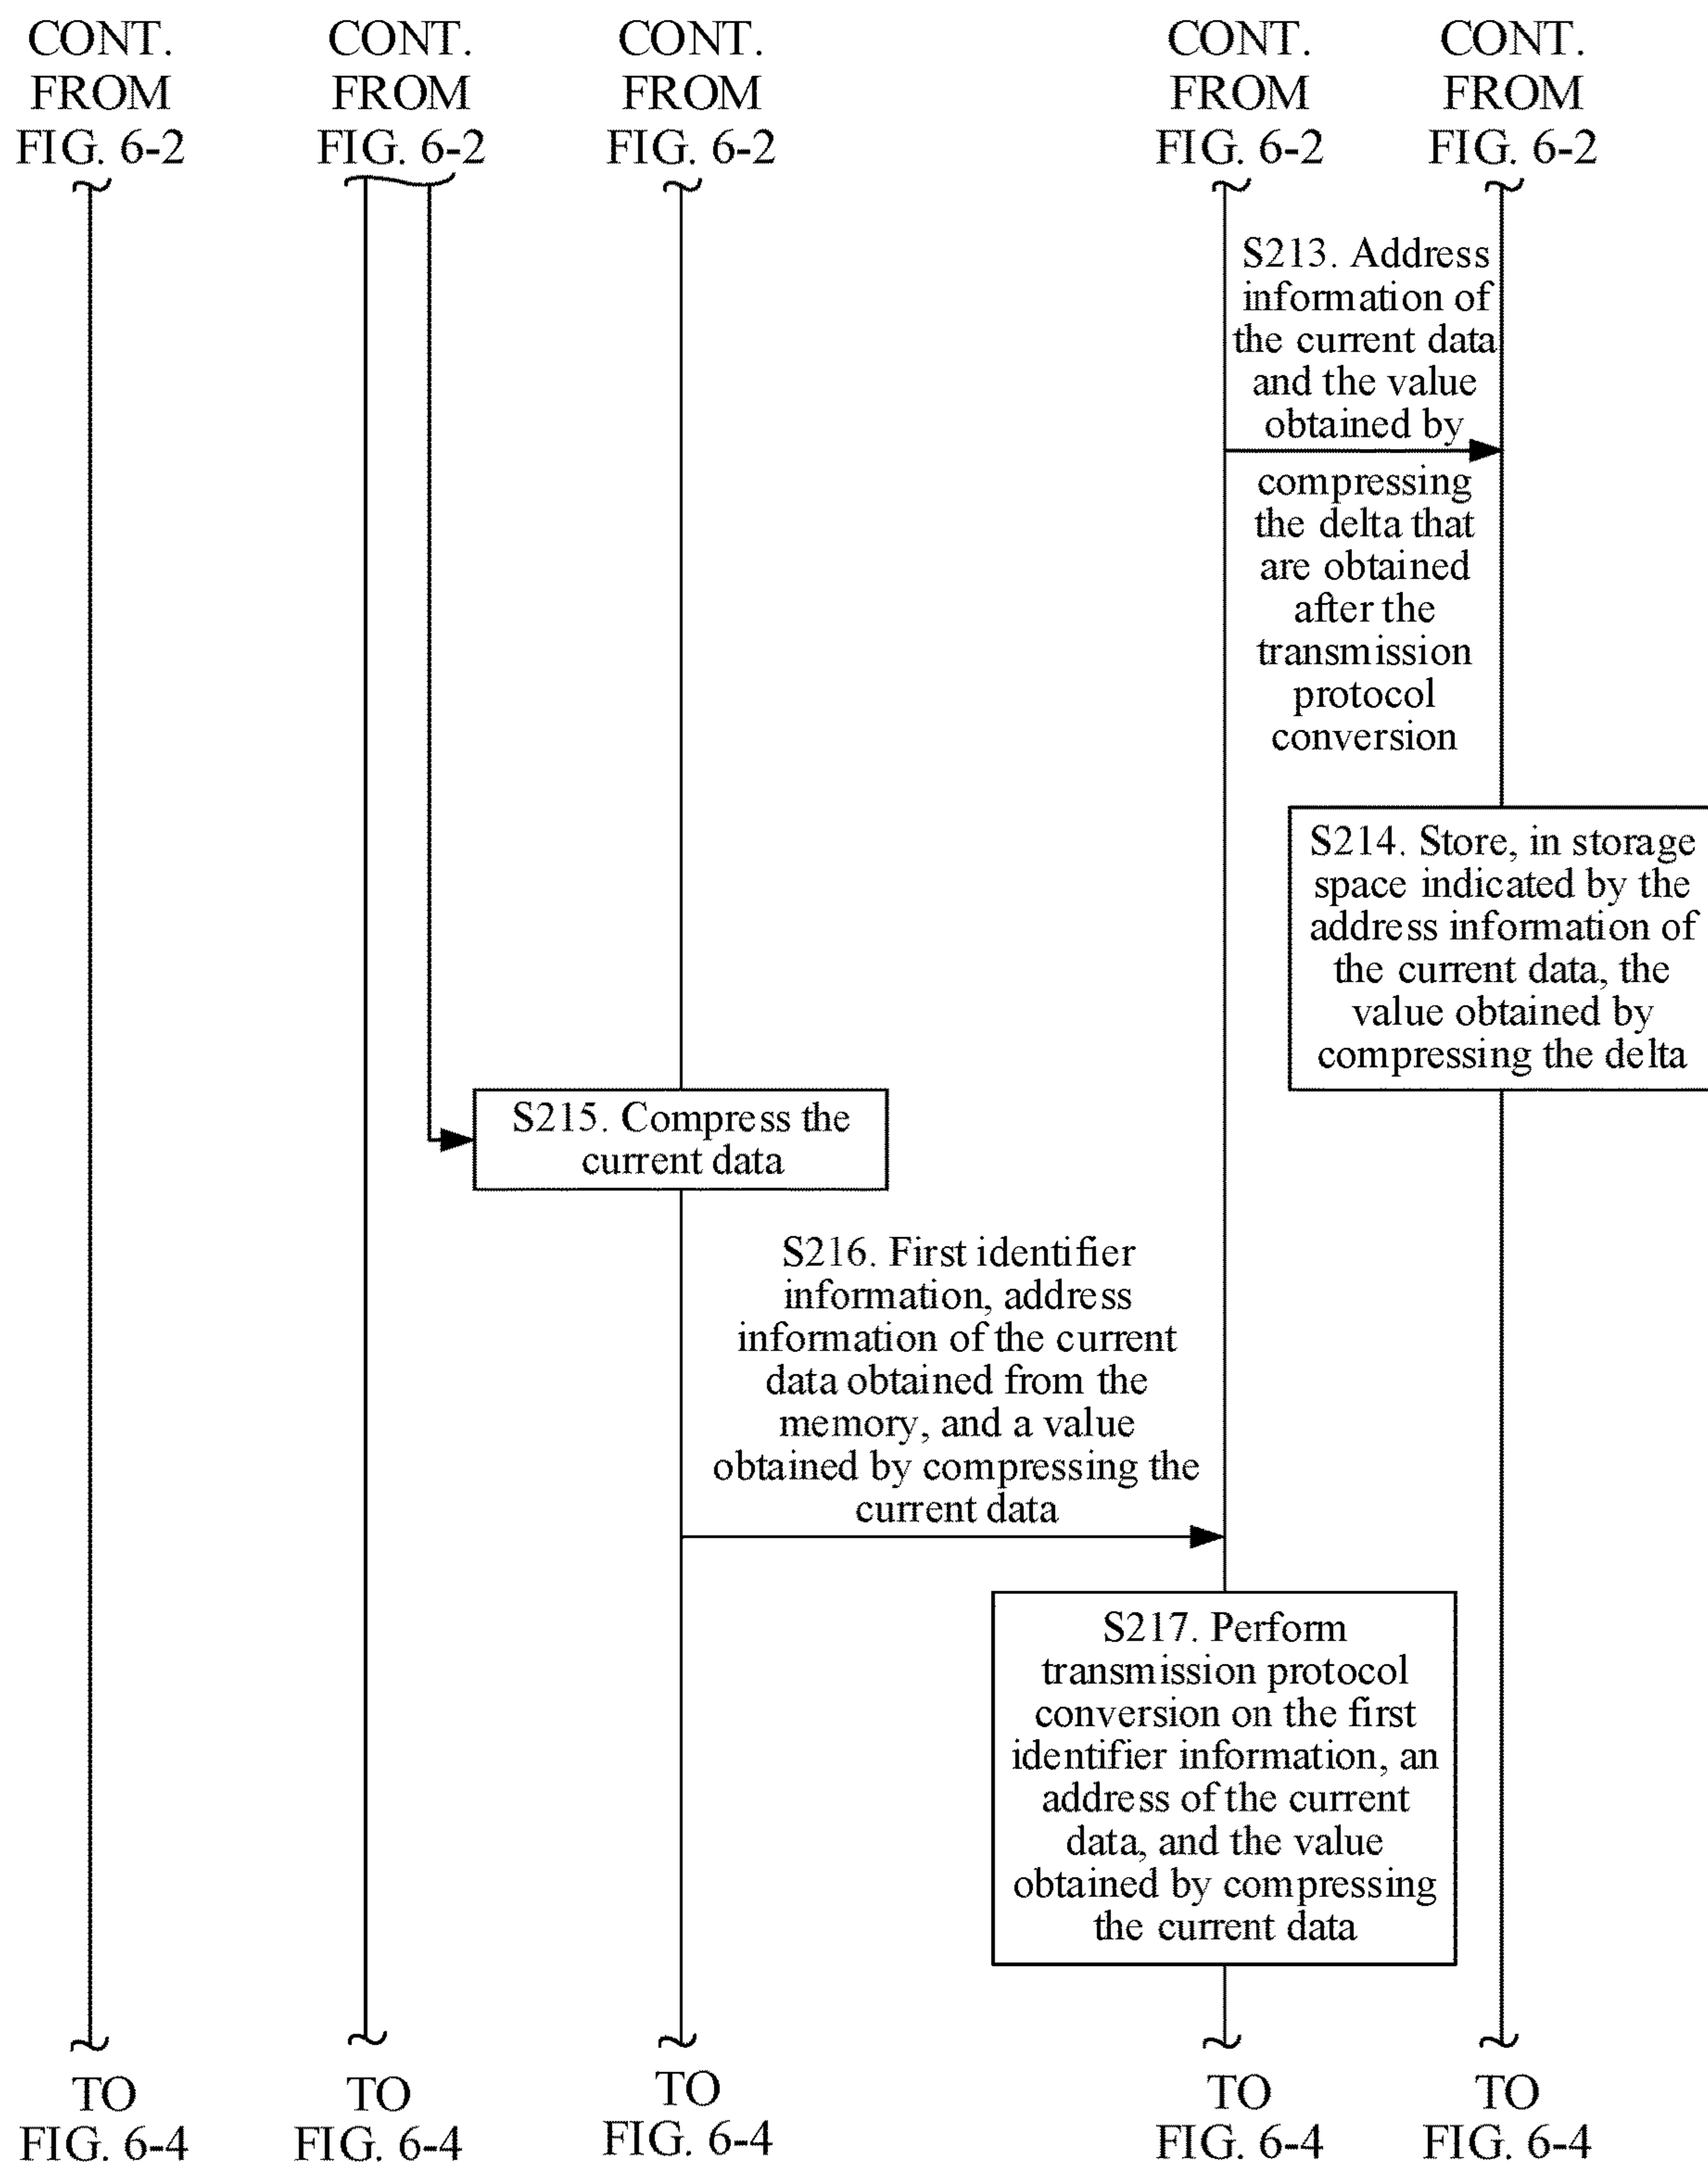 CONT.
FROM
FIG. 6-2
CONT.
FROM
FIG. 6-2
CONT.
FROM
FIG. 6-2
CONT.
FROM
FIG. 6-2
CONT.
FROM
FIG. 6-2
S213. Address
information of
the current data
and the value
obtained by
compressing
the delta that
are obtained
after the
transmission
protocol
conversion
S214. Store, in storage
space indicated by the
address information of
the current data, the
value obtained by
compressing the delta
S215. Compress the
current data
S216. First identifier
information, address
information of the current
data obtained from the
memory, and a value
obtained by compressing the
current data
S217. Perform
transmission protocol
conversion on the first
identifier information, an
address of the current
data, and the value
obtained by compressing
the current data
TO
FIG. 6-4
TO
FIG. 6-4
TO
FIG. 6-4
TO
FIG. 6-4
TO
FIG. 6-4